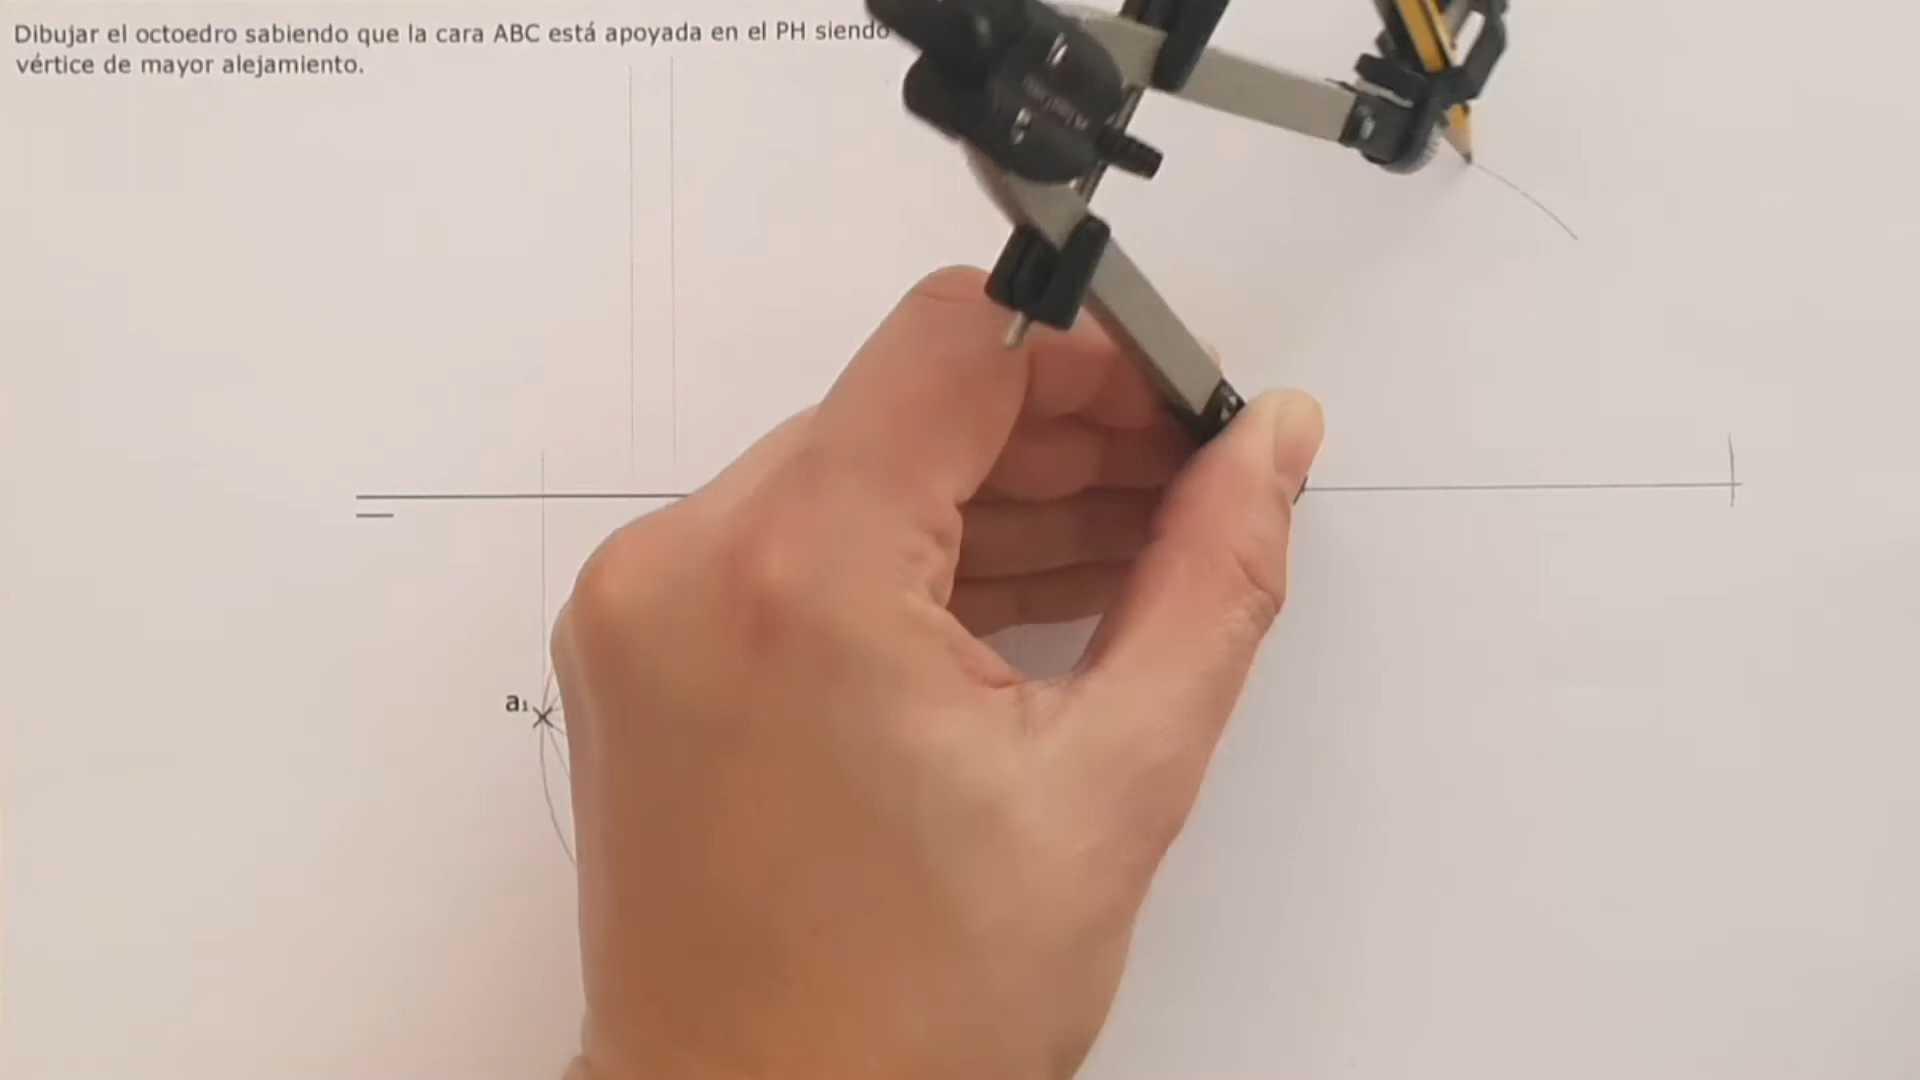 Dibujar el octoedro sabiendo que la cara ABC está apoyada en el PH siendo
vértice de mayor alejamiento.
a₁